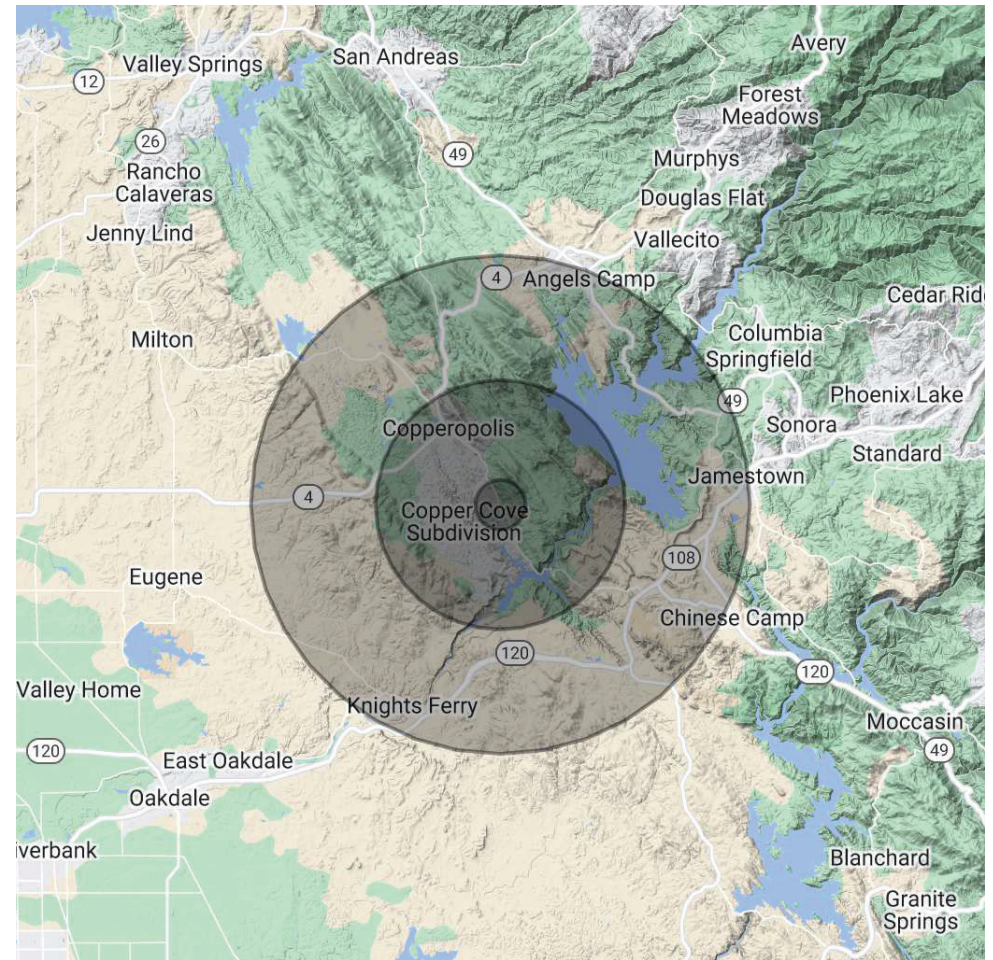 Avery
San Andreas
Valley Springs
12
Forest
Meadows
26
49
Murphys
Rancho
Calaveras
Douglas Flat
Jenny Lind
Vallecito
4
Angels Camp
Cedar Rid
Milton
Columbia
Springfield
Phoenix Lake
49
Sonora
Copperopolis
Standard
Jamestown
4
Copper Cove
Subdivision
108
Eugene
Chinese Camp
120
120
Valley Home
Knights Ferry
Moccasin
120
49
East Oakdale
Oakdale
iverbank
Blanchard
Granite
Springs